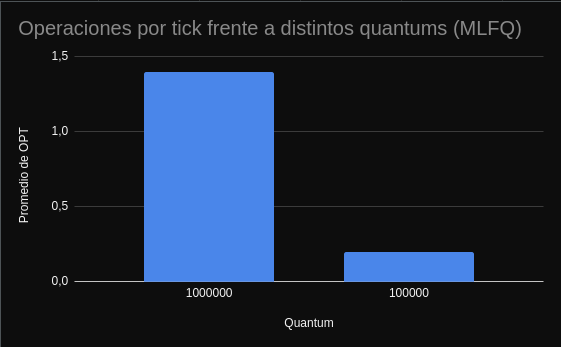 Operaciones por tick frente a distintos quantums (MLFQ)
Promedio de OPT
1,5
1,0
0,5
0,0
1000000
100000
Quantum